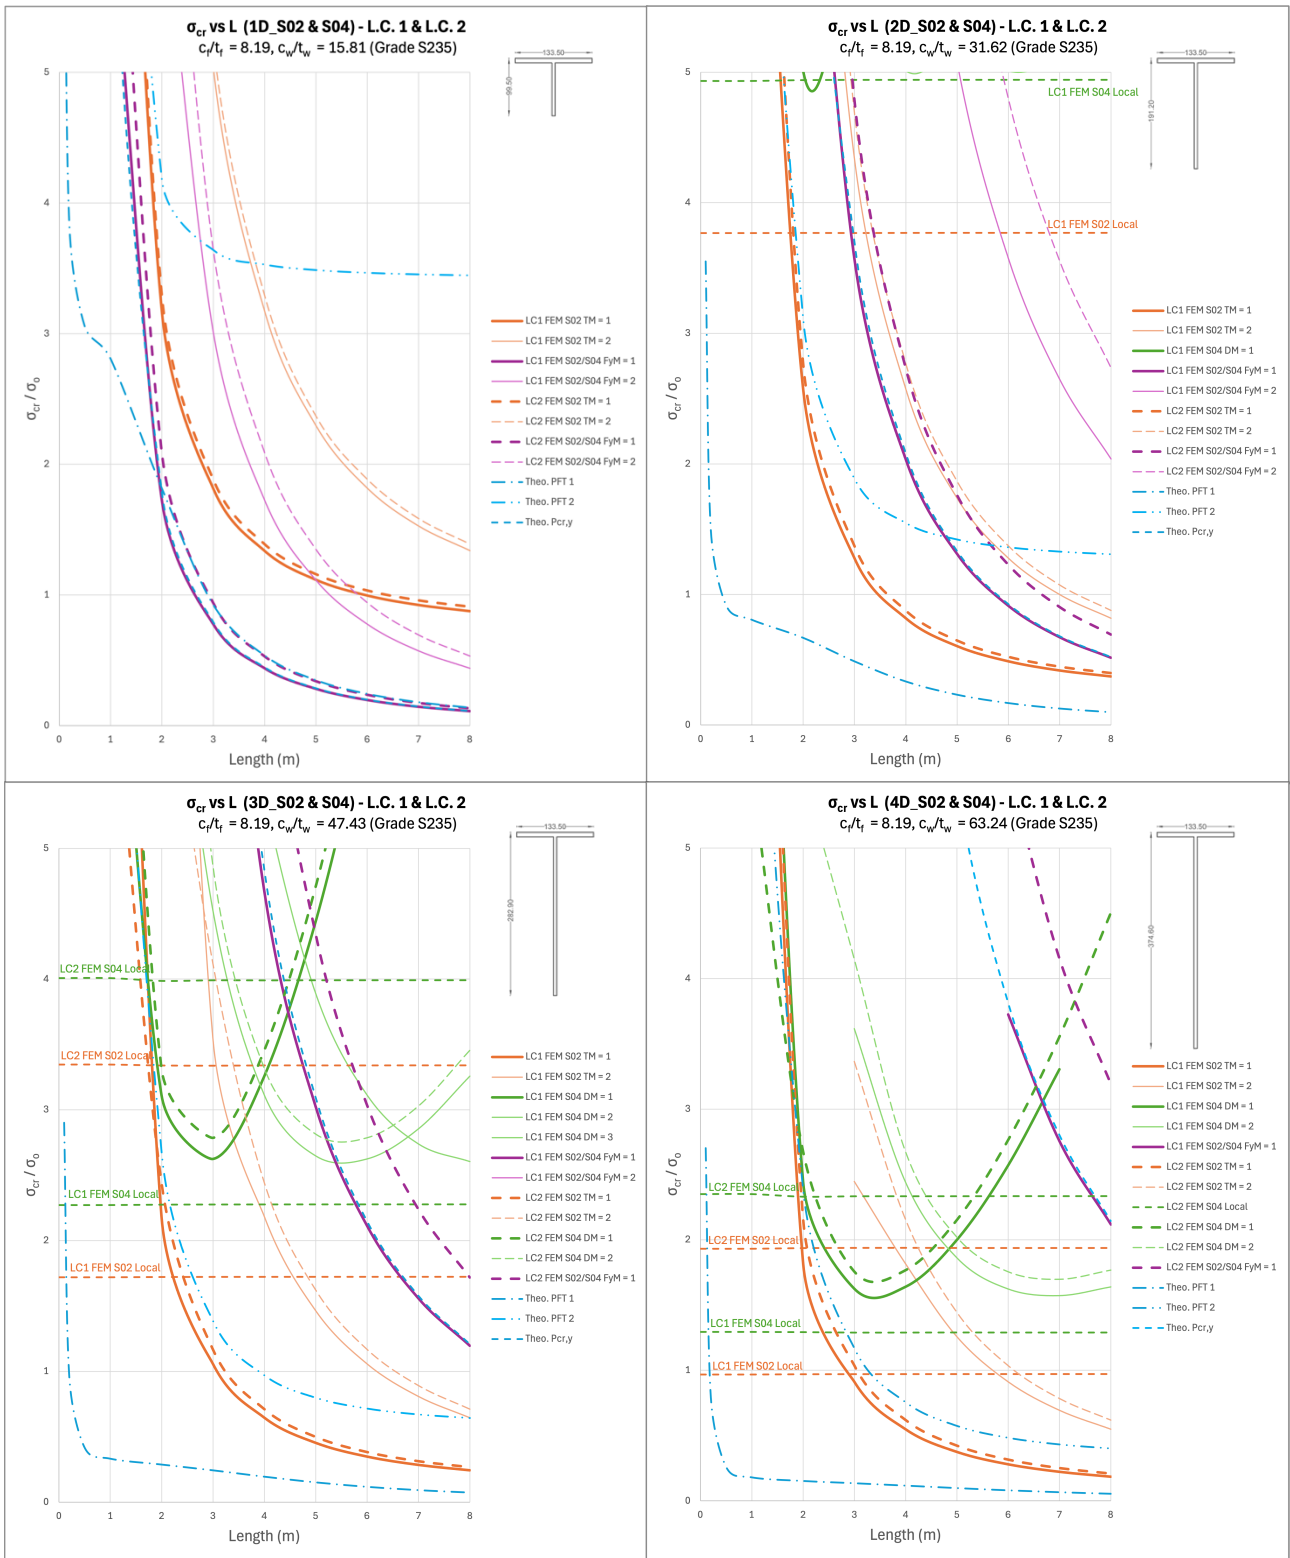 σcr vs L (1D_S02 & S04) - L.C. 1 & L.C. 2
cf/tf = 8.19, cw/tw = 15.81 (Grade S235)
133.50
99.50
σcr / σo
5
4
3
2
1
0
0 1 2 3 4 5 6 7 8
Length (m)
LC1 FEM S02 TM = 1
LC1 FEM S02 TM = 2
LC1 FEM S02/S04 FyM = 1
LC1 FEM S02/S04 FyM = 2
LC2 FEM S02 TM = 1
LC2 FEM S02 TM = 2
LC2 FEM S02/S04 FyM = 1
LC2 FEM S02/S04 FyM = 2
Theo. PFT 1
Theo. PFT 2
Theo. Pcr,y
σcr vs L (2D_S02 & S04) - L.C. 1 & L.C. 2
cf/tf = 8.19, cw/tw = 31.62 (Grade S235)
133.50
191.20
LC1 FEM S04 Local
LC1 FEM S02 Local
σcr / σo
5
4
3
2
1
0
0 1 2 3 4 5 6 7 8
Length (m)
LC1 FEM S02 TM = 1
LC1 FEM S02 TM = 2
LC1 FEM S04 DM = 1
LC1 FEM S02/S04 FyM = 1
LC1 FEM S02/S04 FyM = 2
LC2 FEM S02 TM = 1
LC2 FEM S02 TM = 2
LC2 FEM S02/S04 FyM = 1
LC2 FEM S02/S04 FyM = 2
Theo. PFT 1
Theo. PFT 2
Theo. Pcr,y
σcr vs L (3D_S02 & S04) - L.C. 1 & L.C. 2
cf/tf = 8.19, cw/tw = 47.43 (Grade S235)
133.50
282.90
LC2 FEM S04 Local
LC2 FEM S02 Local
LC1 FEM S04 Local
LC1 FEM S02 Local
σcr / σo
5
4
3
2
1
0
0 1 2 3 4 5 6 7 8
Length (m)
LC1 FEM S02 TM = 1
LC1 FEM S02 TM = 2
LC1 FEM S04 DM = 1
LC1 FEM S04 DM = 2
LC1 FEM S04 DM = 3
LC1 FEM S02/S04 FyM = 1
LC1 FEM S02/S04 FyM = 2
LC2 FEM S02 TM = 1
LC2 FEM S02 TM = 2
LC2 FEM S04 DM = 1
LC2 FEM S04 DM = 2
LC2 FEM S02/S04 FyM = 1
Theo. PFT 1
Theo. PFT 2
Theo. Pcr,y
σcr vs L (4D_S02 & S04) - L.C. 1 & L.C. 2
cf/tf = 8.19, cw/tw = 63.24 (Grade S235)
133.50
374.60
LC2 FEM S04 Local
LC2 FEM S02 Local
LC1 FEM S04 Local
LC1 FEM S02 Local
σcr / σo
5
4
3
2
1
0
0 1 2 3 4 5 6 7 8
Length (m)
LC1 FEM S02 TM = 1
LC1 FEM S02 TM = 2
LC1 FEM S04 DM = 1
LC1 FEM S04 DM = 2
LC1 FEM S02/S04 FyM = 1
LC2 FEM S02 TM = 1
LC2 FEM S02 TM = 2
LC2 FEM S04 Local
LC2 FEM S04 DM = 1
LC2 FEM S04 DM = 2
LC2 FEM S02/S04 FyM = 1
Theo. PFT 1
Theo. PFT 2
Theo. Pcr,y